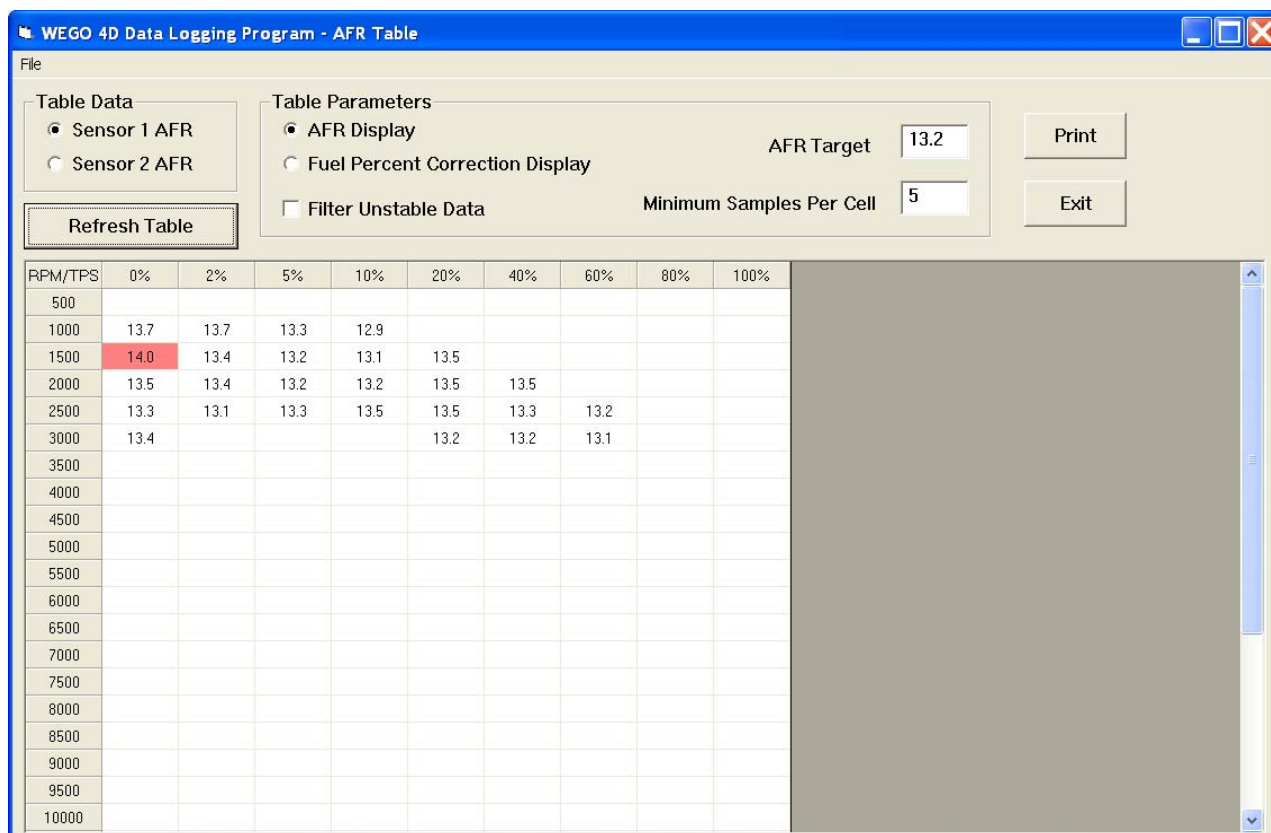 WEGO 4D Data Logging Program - AFR Table
File
Table Data
Sensor 1 AFR
Sensor 2 AFR
Refresh Table
Table Parameters
AFR Display
Fuel Percent Correction Display
Filter Unstable Data
AFR Target 13.2
Minimum Samples Per Cell 5
Print
Exit
RPM/TPS 0% 2% 5% 10% 20% 40% 60% 80% 100%
500
1000 13.7 13.7 13.3 12.9
1500 14.0 13.4 13.2 13.1 13.5
2000 13.5 13.4 13.2 13.2 13.5 13.5
2500 13.3 13.1 13.3 13.5 13.5 13.3 13.2
3000 13.4 13.2 13.2 13.1
3500
4000
4500
5000
5500
6000
6500
7000
7500
8000
8500
9000
9500
10000